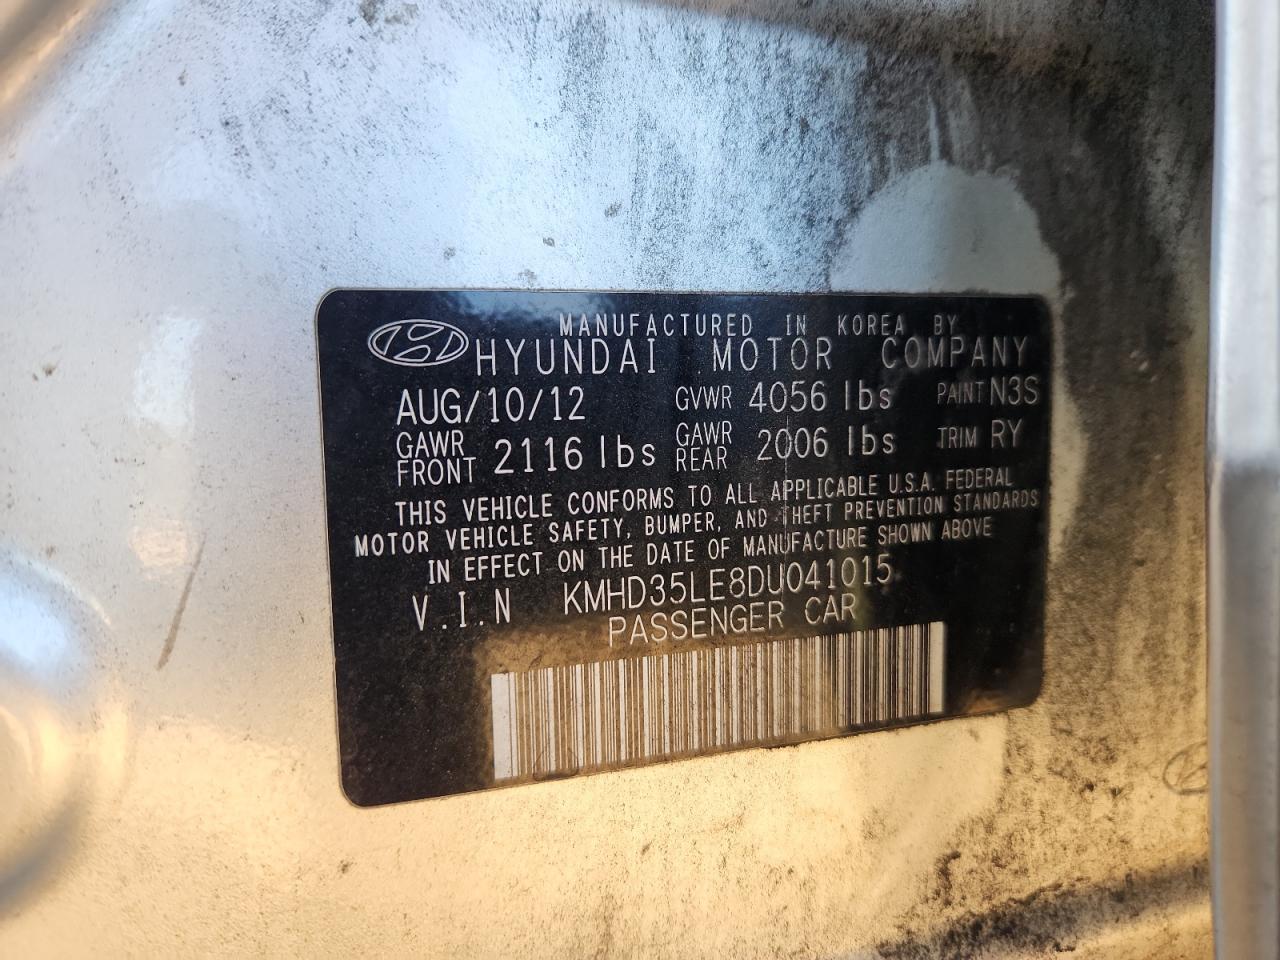 MANUFACTURED IN KOREA BY
HYUNDAI MOTOR COMPANY
AUG/10/12 GVWR 4056 lbs PAINT N3S
GAWR FRONT 2116 lbs GAWR REAR 2006 lbs TRIM RY
THIS VEHICLE CONFORMS TO ALL APPLICABLE U.S.A. FEDERAL
MOTOR VEHICLE SAFETY, BUMPER, AND THEFT PREVENTION STANDARDS
IN EFFECT ON THE DATE OF MANUFACTURE SHOWN ABOVE
V.I.N KMHD35LE8DU041015
PASSENGER CAR